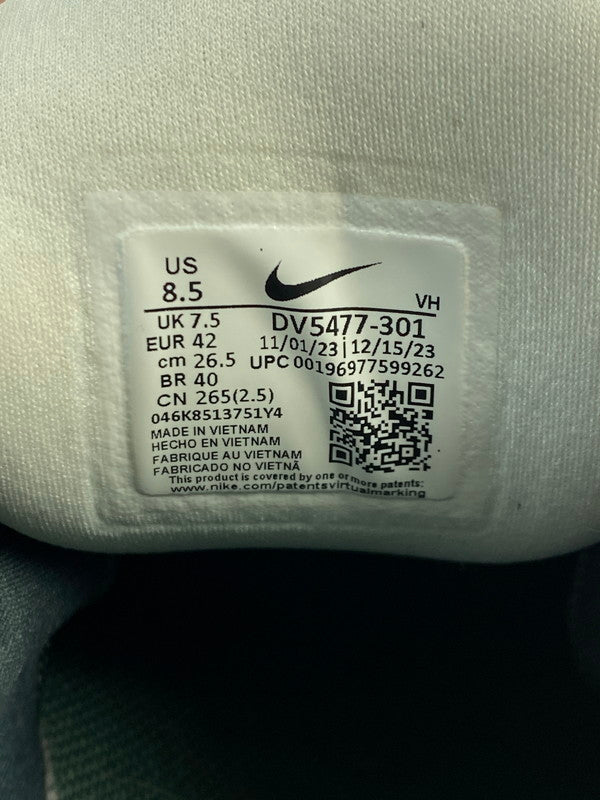 US
8.5
VH
UK 7.5
DV5477-301
EUR 42
11/01/23|12/15/23
cm 26.5
UPC 00196977599262
BR 40
CN 265(2.5)
046K8513751Y4
MADE IN VIETNAM
HECHO EN VIETNAM
FABRIQUE AU VIETNAM
FABRICADO NO VIETNÃ
This product is covered by one or more patents:
www.nike.com/patentsvirtualmarking